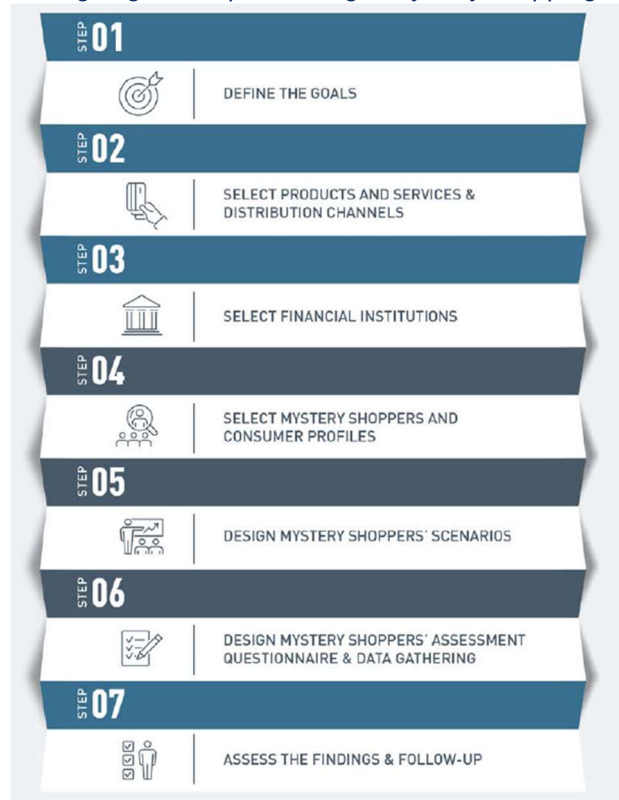 STEP 01
DEFINE THE GOALS
STEP 02
SELECT PRODUCTS AND SERVICES &
DISTRIBUTION CHANNELS
STEP 03
SELECT FINANCIAL INSTITUTIONS
STEP 04
SELECT MYSTERY SHOPPERS AND
CONSUMER PROFILES
STEP 05
DESIGN MYSTERY SHOPPERS' SCENARIOS
STEP 06
DESIGN MYSTERY SHOPPERS' ASSESSMENT
QUESTIONNAIRE & DATA GATHERING
STEP 07
ASSESS THE FINDINGS & FOLLOW-UP